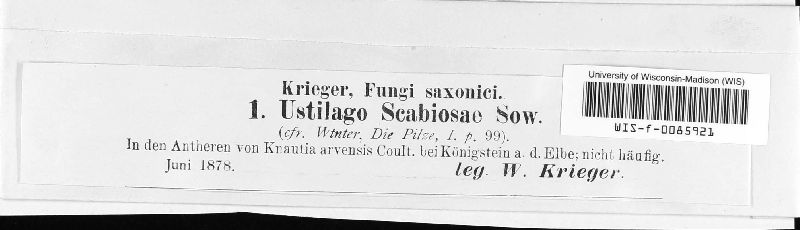 Krieger, Fungi saxonici.
1. Ustilago Scabiosae Sow.
(cfr. Winter, Die Pilze, I. p. 99).
In den Antheren von Knautia arvensis Coult. bei Königstein a. d. Elbe; nicht häufig.
Juni 1878. leg. W. Krieger.
University of Wisconsin-Madison (WIS)
WIS-f-0085921